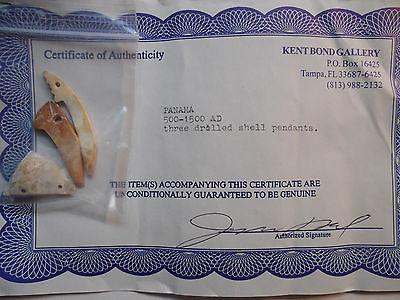 Certificate of Authenticity
KENT BOND GALLERY
P.O. Box 16425
Tampa, FL 33687-6425
(813) 988-2132
PANAMA
500-1500 AD
three drilled shell pendants.
THE ITEM(S) ACCOMPANYING THIS CERTIFICATE ARE
UNCONDITIONALLY GUARANTEED TO BE GENUINE
Authorized Signature